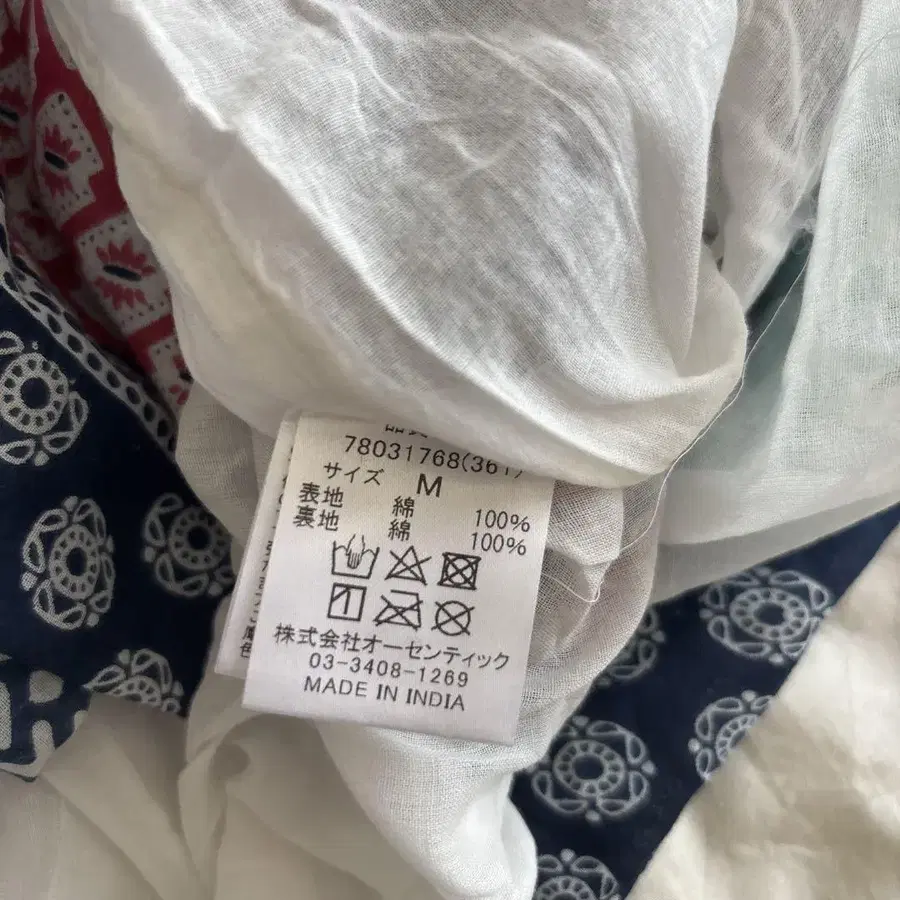 78031768(361)
サイズ M
表地 綿 100%
裏地 綿 100%
株式会社オーセンティック
03-3408-1269
MADE IN INDIA